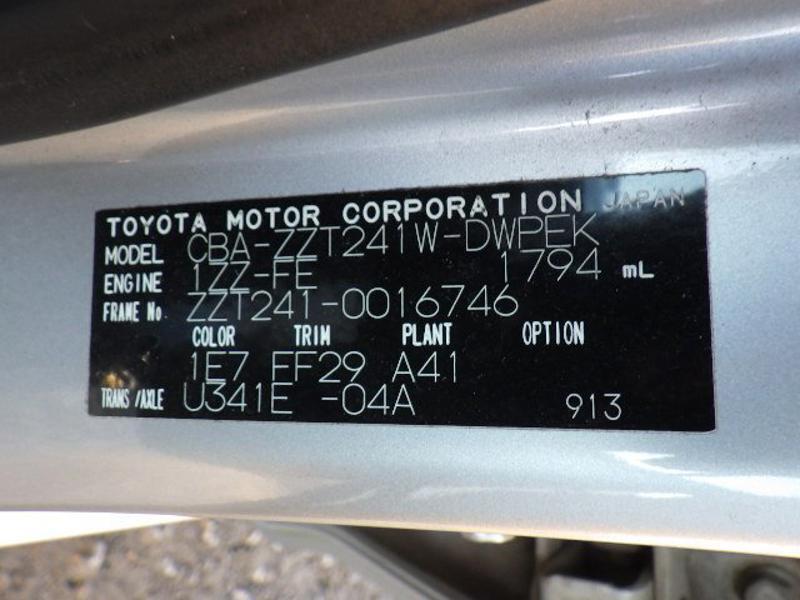 TOYOTA MOTOR CORPORATION JAPAN
MODEL CBA-ZZT241W-DWPEK
ENGINE 1ZZ-FE 1794 mL
FRAME No. ZZT241-0016746
COLOR TRIM PLANT OPTION
1E7 FF29 A41
TRANS/AXLE U341E -04A 913